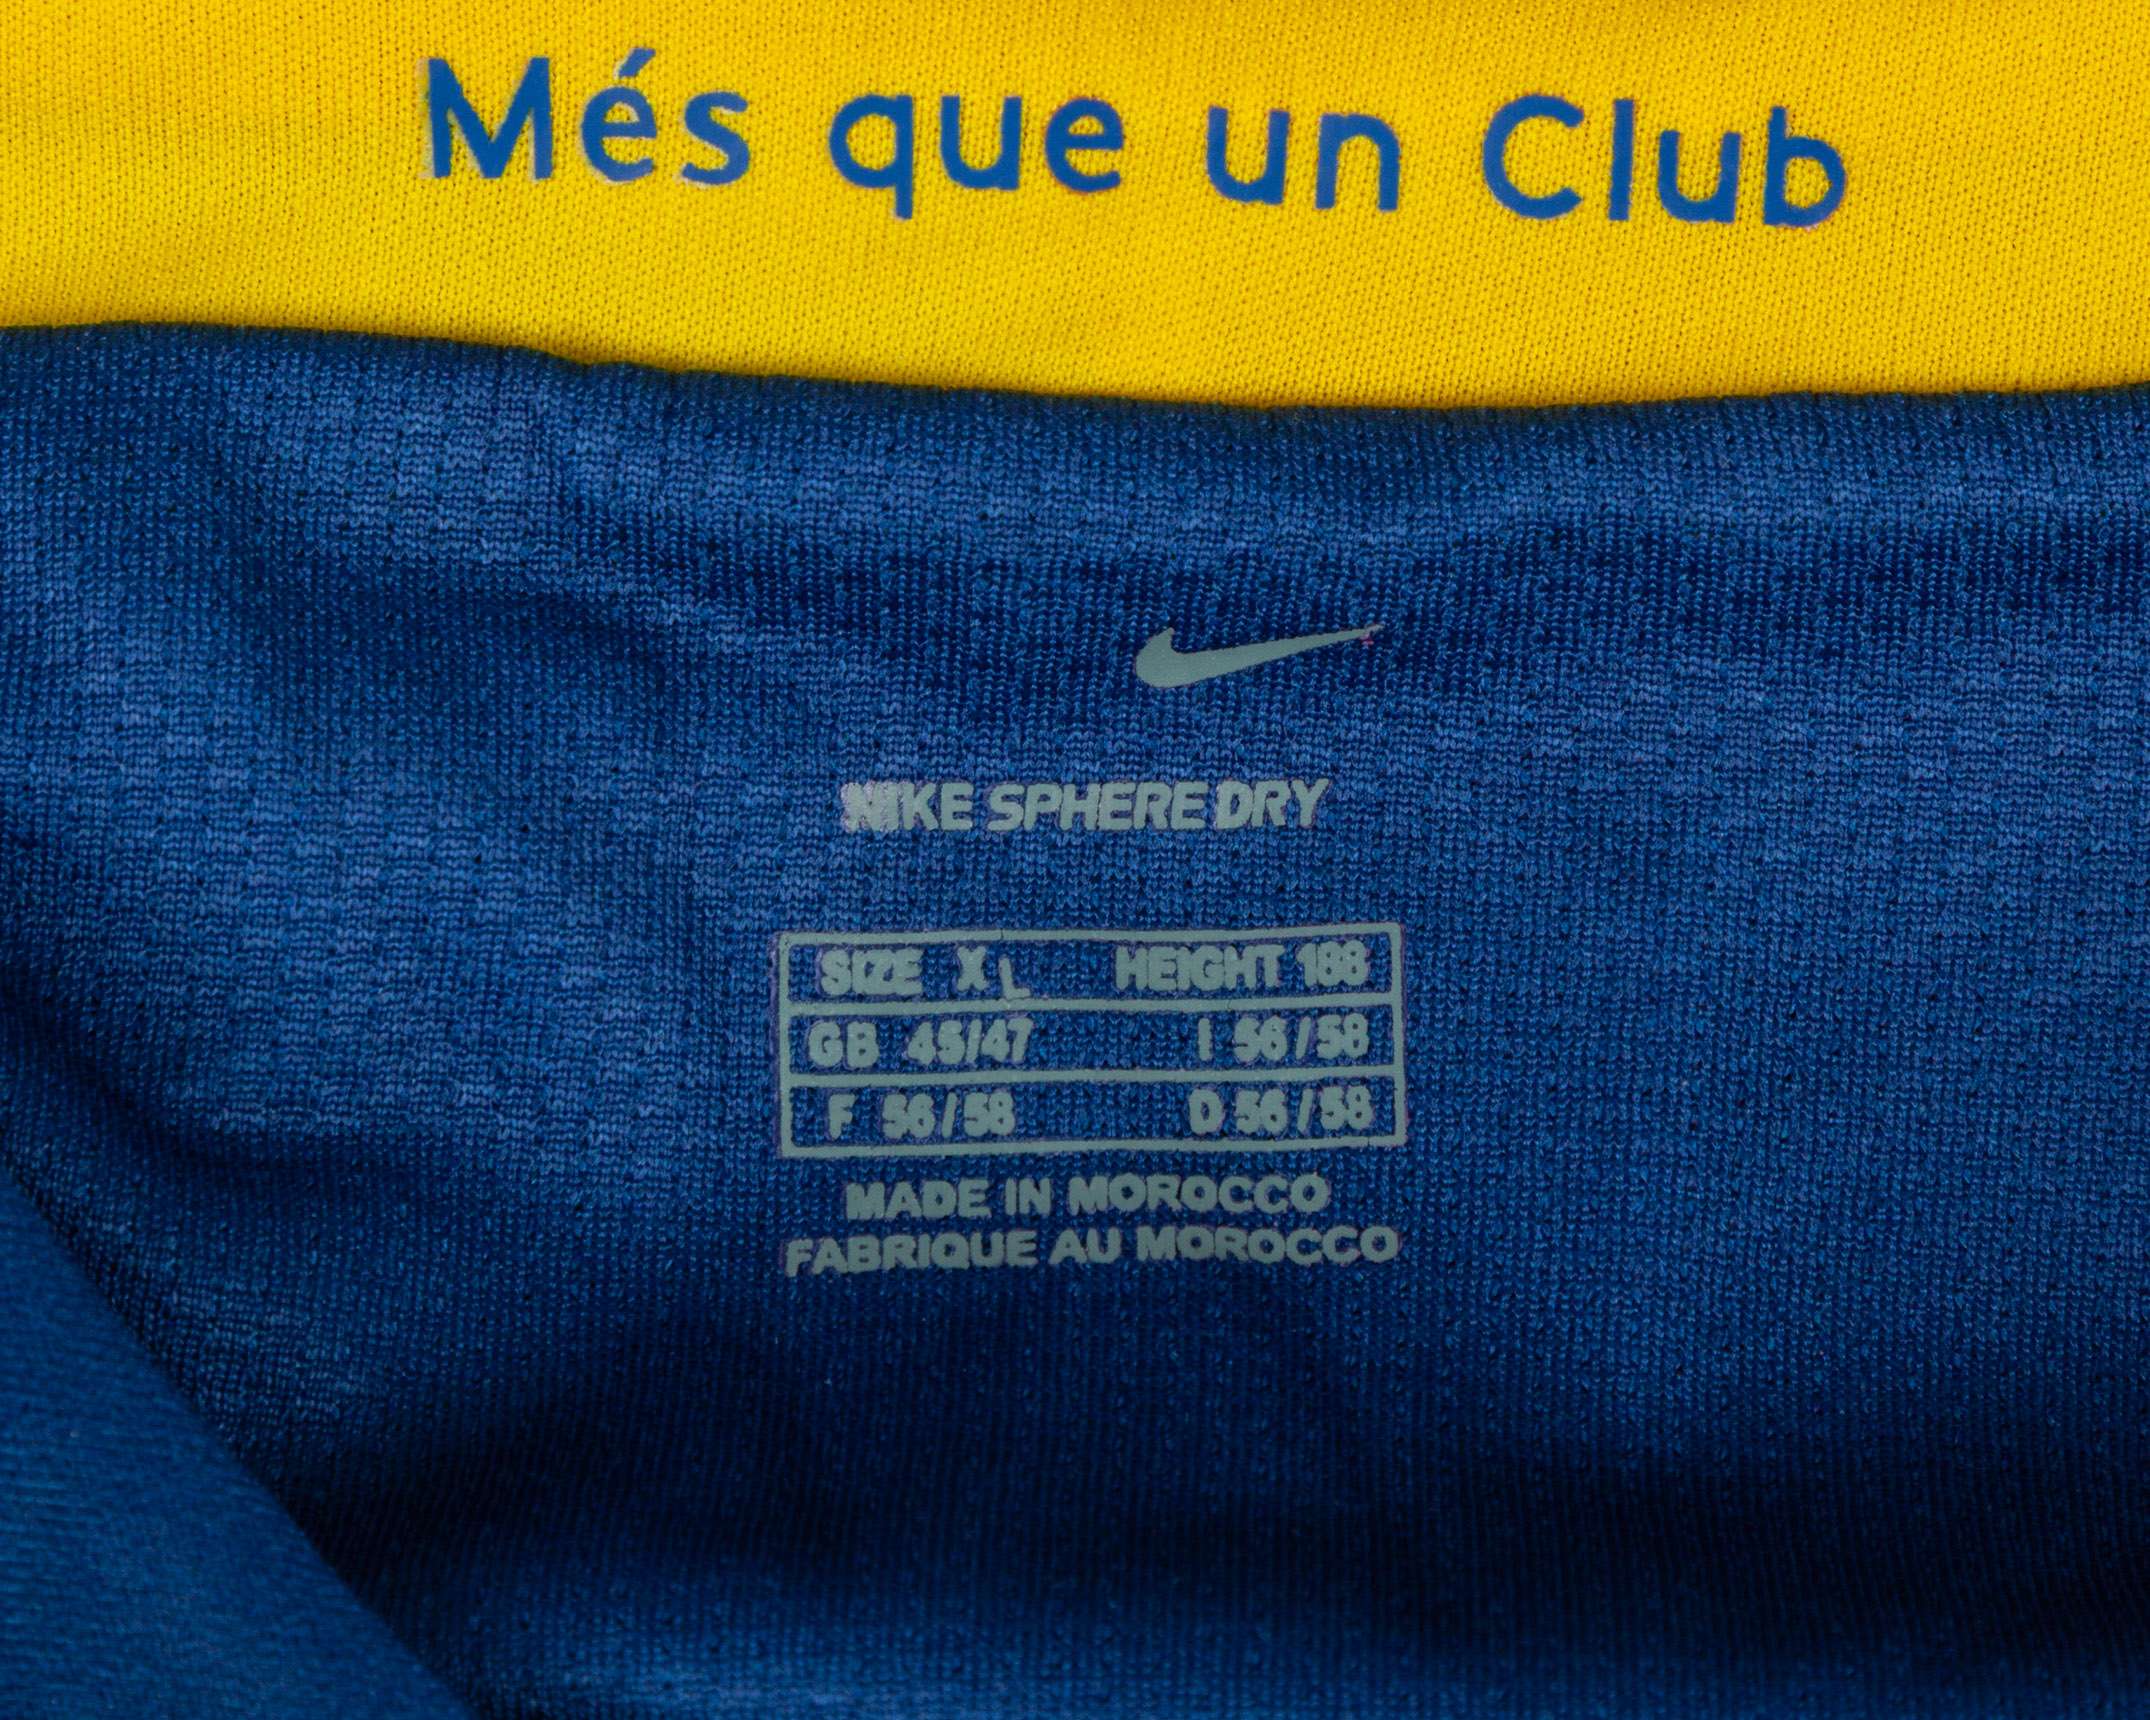 Més que un Club
NIKE SPHERE DRY
SIZE XL HEIGHT 188
GB 45/47 I 56/58
F 56/58 D 56/58
MADE IN MOROCCO
FABRIQUE AU MOROCCO